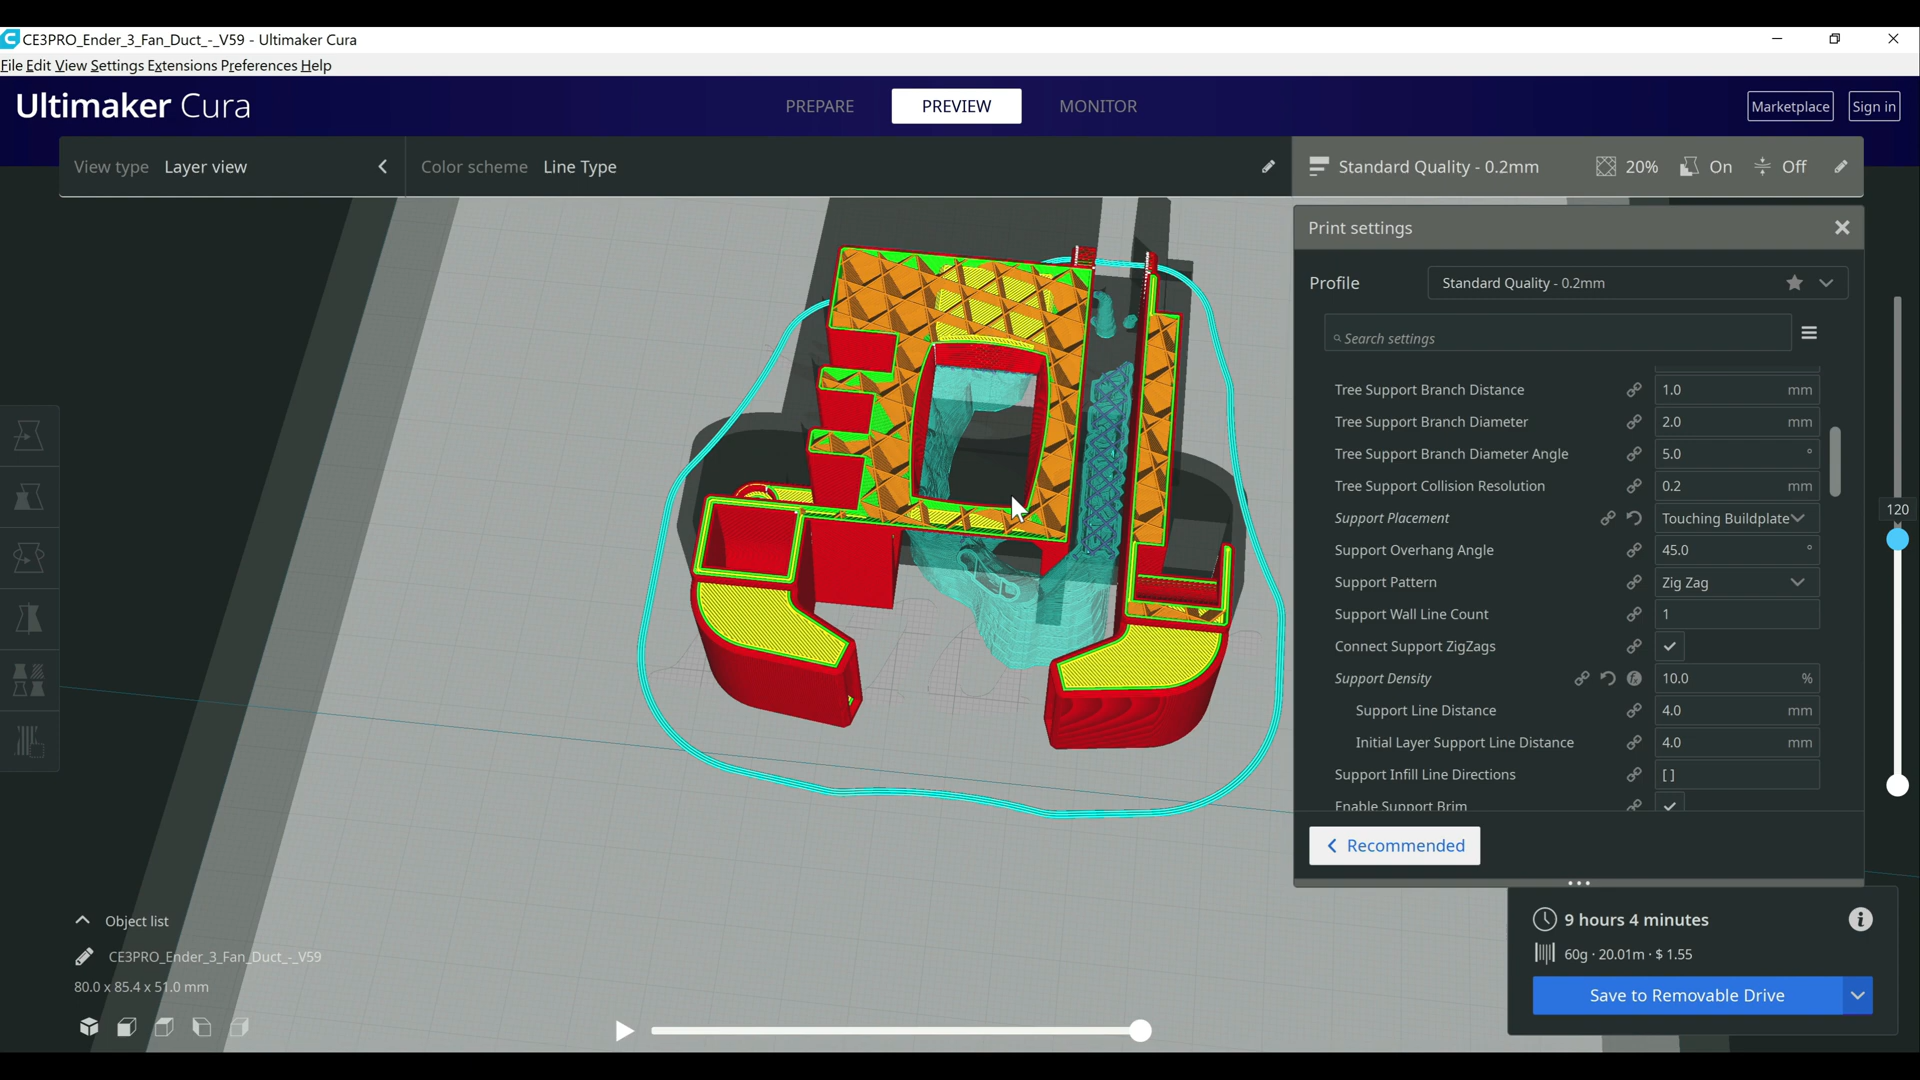 CE3PRO_Ender_3_Fan_Duct_-_V59 - Ultimaker Cura
File Edit View Settings Extensions Preferences Help
Ultimaker Cura
PREPARE
PREVIEW
MONITOR
Marketplace
Sign in
View type Layer view
Color scheme Line Type
Standard Quality - 0.2mm
20%
On
Off
Print settings
Profile
Standard Quality - 0.2mm
Search settings
Tree Support Branch Distance 1.0 mm
Tree Support Branch Diameter 2.0 mm
Tree Support Branch Diameter Angle 5.0 °
Tree Support Collision Resolution 0.2 mm
Support Placement Touching Buildplate
Support Overhang Angle 45.0 °
Support Pattern Zig Zag
Support Wall Line Count 1
Connect Support ZigZags
Support Density 10.0 %
Support Line Distance 4.0 mm
Initial Layer Support Line Distance 4.0 mm
Support Infill Line Directions [ ]
Enable Support Brim
120
Recommended
9 hours 4 minutes
60g · 20.01m · $ 1.55
Save to Removable Drive
Object list
CE3PRO_Ender_3_Fan_Duct_-_V59
80.0 x 85.4 x 51.0 mm